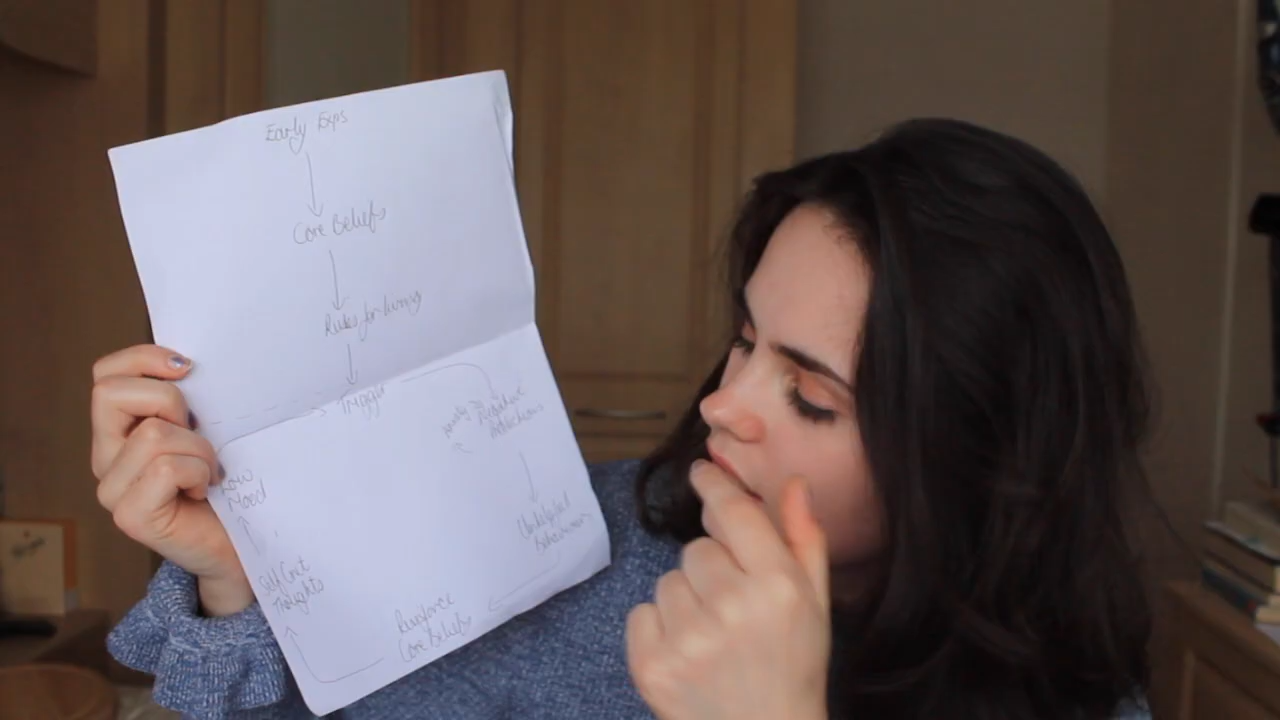 Early Exps
Core Beliefs
Rules for living
Trigger
Negative
Predictions
Unhelpful
Behaviours
Reinforce
Core Beliefs
Self Crit
Thoughts
Low
Mood